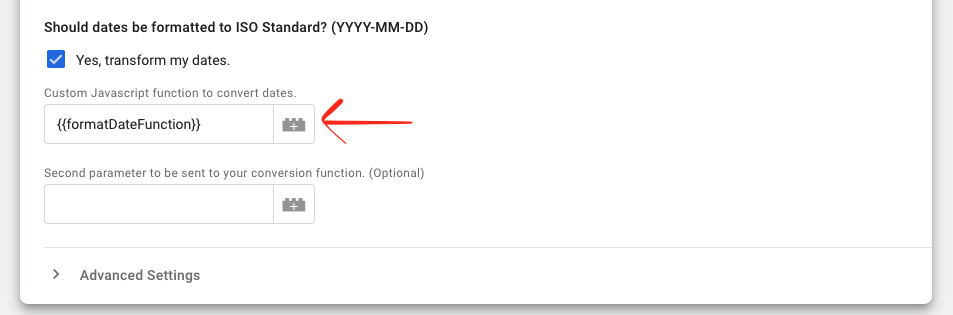 Should dates be formatted to ISO Standard? (YYYY-MM-DD)
Yes, transform my dates.
Custom Javascript function to convert dates.
{{formatDateFunction}}
Second parameter to be sent to your conversion function. (Optional)
Advanced Settings